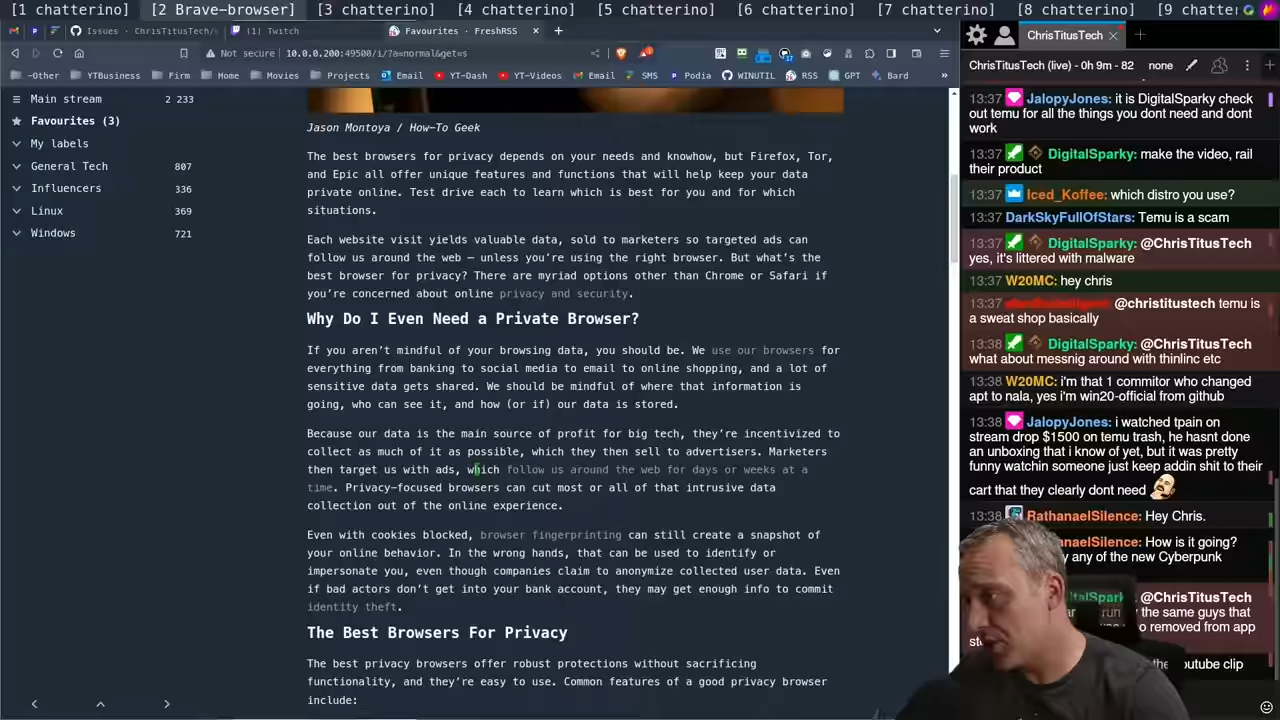 [1 chatterino]
[2 Brave-browser]
[3 chatterino]
[4 chatterino]
[5 chatterino]
[6 chatterino]
[7 chatterino]
[8 chatterino]
[9 chatterino
Issues · ChrisTitusTech/
(1) Twitch
Favourites · FreshRSS
Not secure
10.0.0.200:49500/i/?a=normal&get=s
-Other
YTBusiness
Firm
Home
Movies
Projects
Email
YT-Dash
YT-Videos
Email
SMS
Podia
WINUTIL
RSS
GPT
Bard
Main stream 2 233
Favourites (3)
My labels
General Tech 807
Influencers 336
Linux 369
Windows 721
Jason Montoya / How-To Geek
The best browsers for privacy depends on your needs and knowhow, but Firefox, Tor,
and Epic all offer unique features and functions that will help keep your data
private online. Test drive each to learn which is best for you and for which
situations.
Each website visit yields valuable data, sold to marketers so targeted ads can
follow us around the web — unless you're using the right browser. But what's the
best browser for privacy? There are myriad options other than Chrome or Safari if
you're concerned about online privacy and security.
Why Do I Even Need a Private Browser?
If you aren't mindful of your browsing data, you should be. We use our browsers for
everything from banking to social media to email to online shopping, and a lot of
sensitive data gets shared. We should be mindful of where that information is
going, who can see it, and how (or if) our data is stored.
Because our data is the main source of profit for big tech, they're incentivized to
collect as much of it as possible, which they then sell to advertisers. Marketers
then target us with ads, which follow us around the web for days or weeks at a
time. Privacy-focused browsers can cut most or all of that intrusive data
collection out of the online experience.
Even with cookies blocked, browser fingerprinting can still create a snapshot of
your online behavior. In the wrong hands, that can be used to identify or
impersonate you, even though companies claim to anonymize collected user data. Even
if bad actors don't get into your bank account, they may get enough info to commit
identity theft.
The Best Browsers For Privacy
The best privacy browsers offer robust protections without sacrificing
functionality, and they're easy to use. Common features of a good privacy browser
include:
ChrisTitusTech
ChrisTitusTech (live) - 0h 9m - 82
none
13:37 JalopyJones: it is DigitalSparky check
out temu for all the things you dont need and dont
work
13:37 DigitalSparky: make the video, rail
their product
13:37 Iced_Koffee: which distro you use?
13:37 DarkSkyFullOfStars: Temu is a scam
13:37 DigitalSparky: @ChrisTitusTech
yes, it's littered with malware
13:37 W20MC: hey chris
13:37 @christitustech temu is
a sweat shop basically
13:38 DigitalSparky: @ChrisTitusTech
what about messnig around with thinlinc etc
13:38 W20MC: i'm that 1 commitor who changed
apt to nala, yes i'm win20-official from github
13:38 JalopyJones: i watched tpain on
stream drop $1500 on temu trash, he hasnt done
an unboxing that i know of yet, but it was pretty
funny watchin someone just keep addin shit to their
cart that they clearly dont need
13:38 RathanaelSilence: Hey Chris.
anaelSilence: How is it going?
any of the new Cyberpunk
@ChrisTitusTech
run the same guys that
removed from app
youtube clip